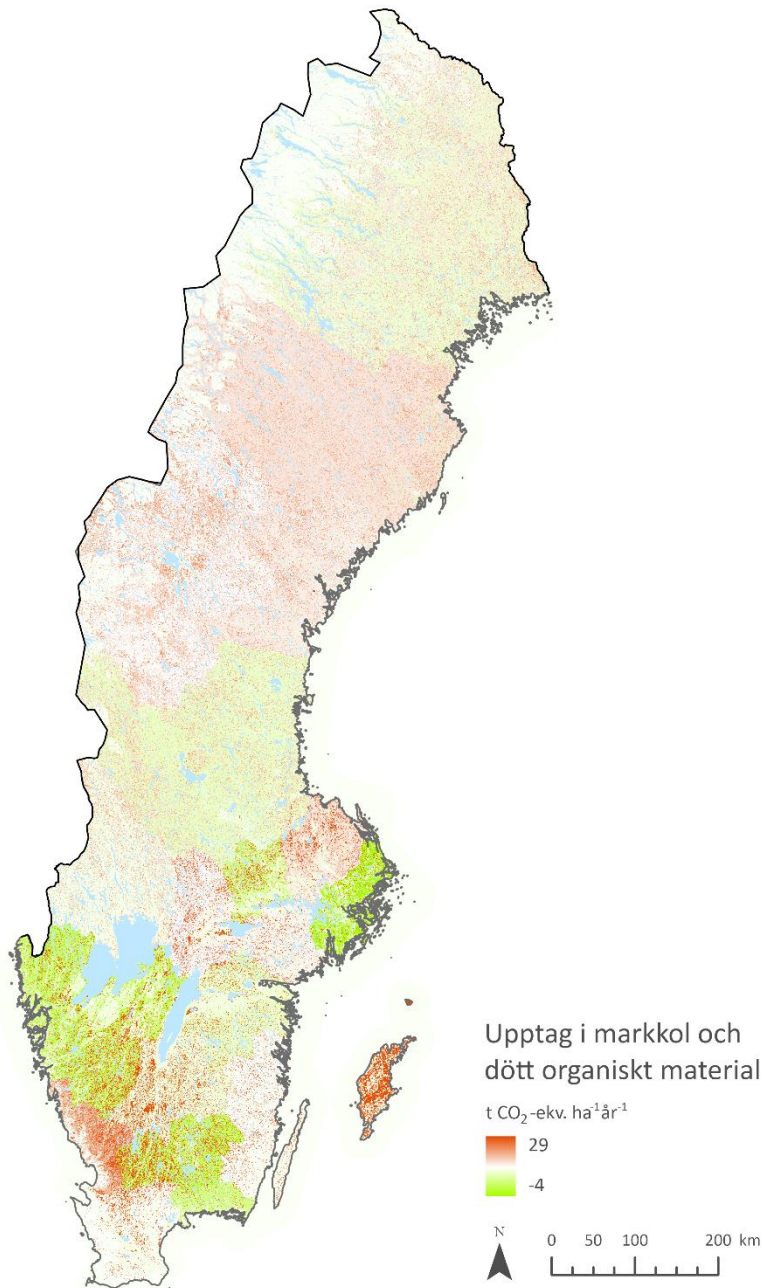 Upptag i markkol och
dött organiskt material
t CO₂-ekv. ha⁻¹år⁻¹
29
-4
N
0 50 100 200 km